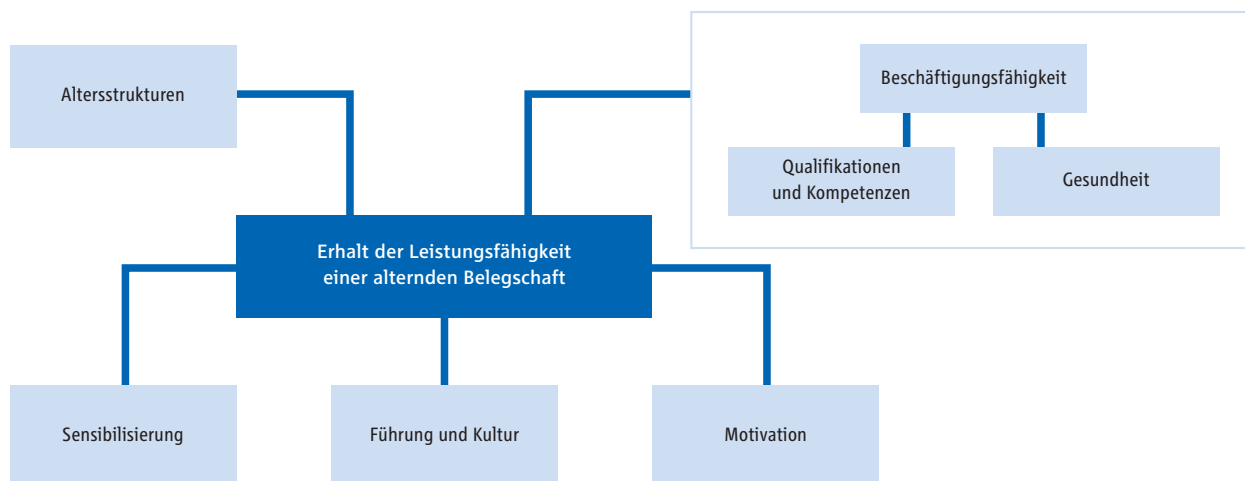 Altersstrukturen
Beschäftigungsfähigkeit
Qualifikationen
und Kompetenzen
Gesundheit
Erhalt der Leistungsfähigkeit
einer alternden Belegschaft
Sensibilisierung
Führung und Kultur
Motivation